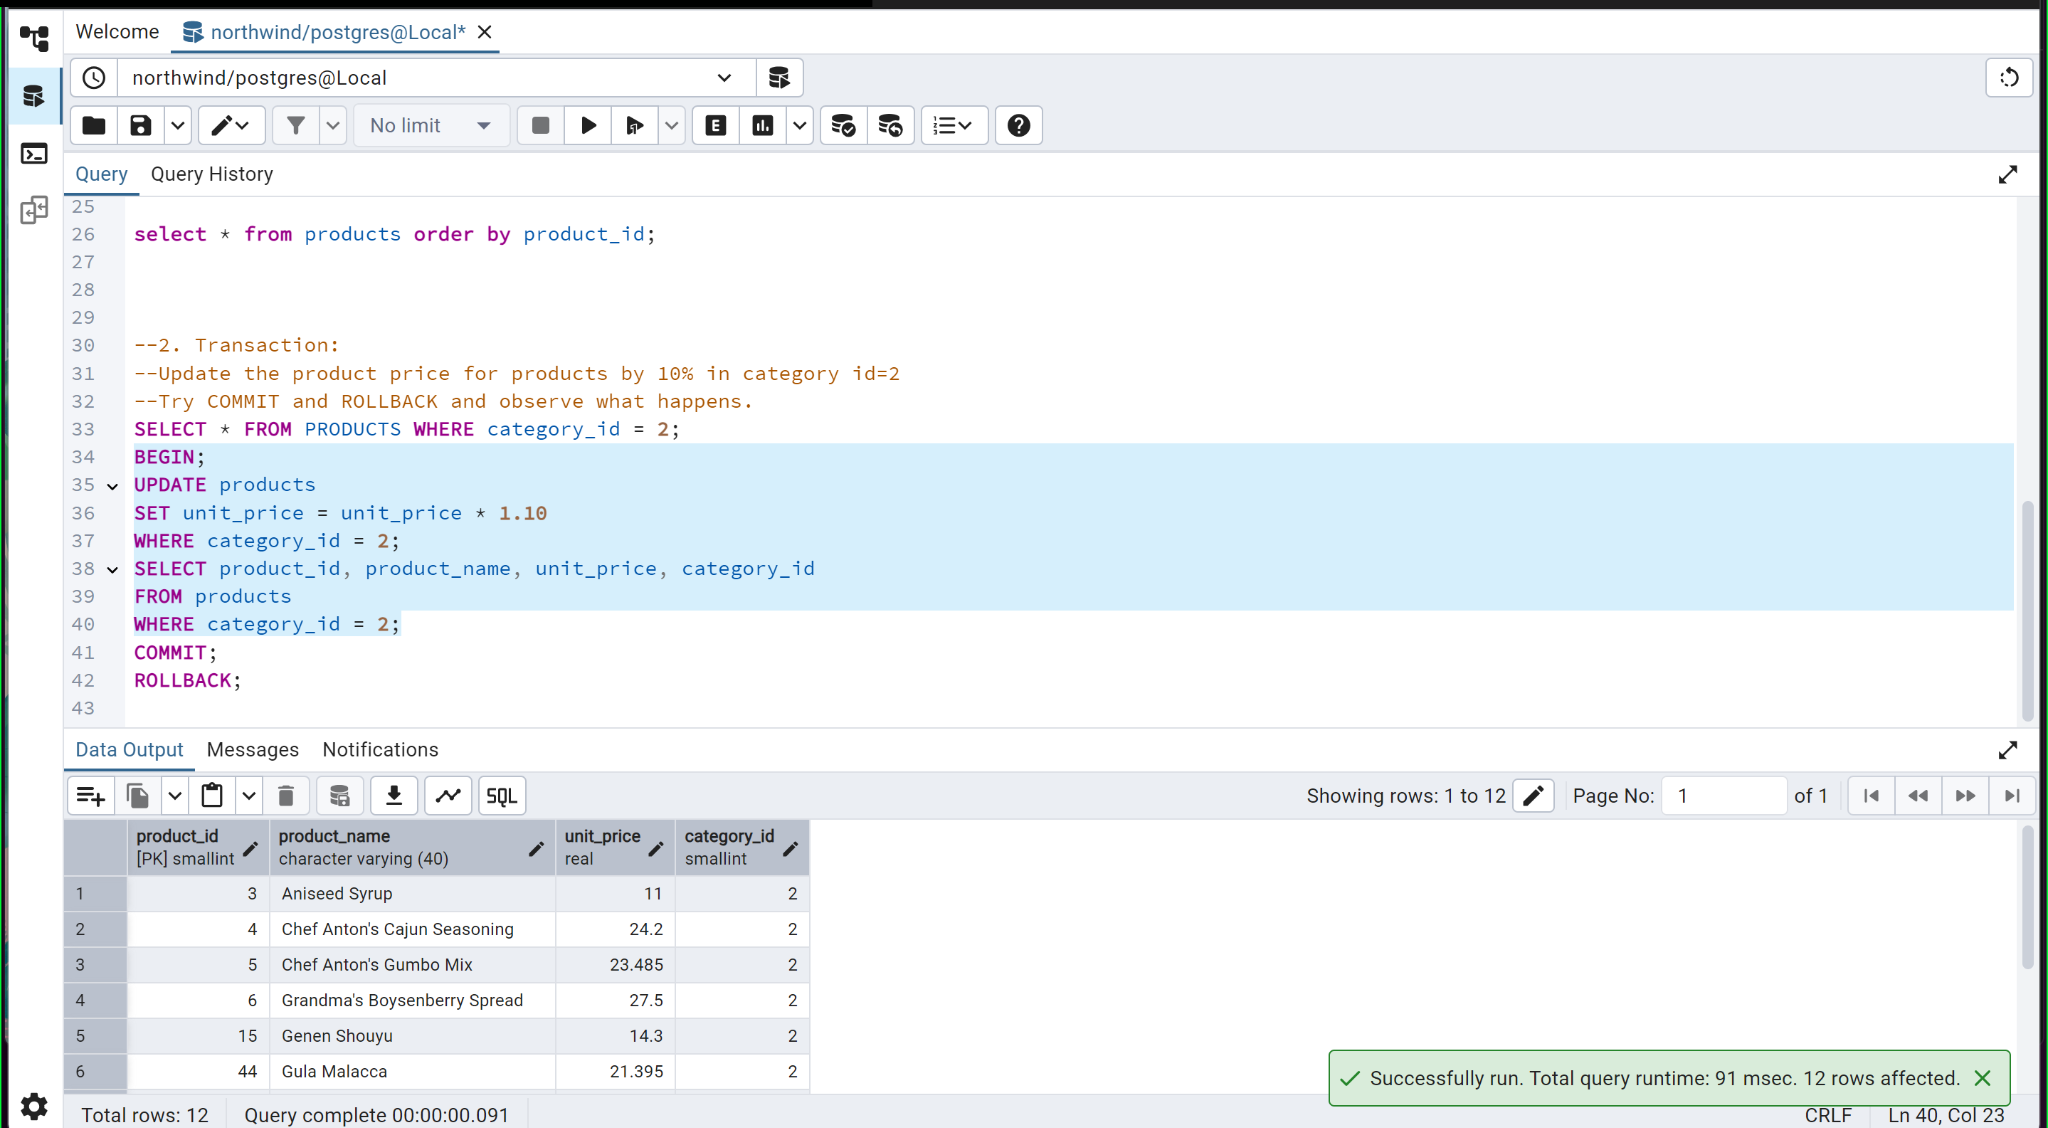 Welcome
northwind/postgres@Local*
northwind/postgres@Local
No limit
E
Query
Query History
25
26 select * from products order by product_id;
27
28
29
30 --2. Transaction:
31 --Update the product price for products by 10% in category id=2
32 --Try COMMIT and ROLLBACK and observe what happens.
33 SELECT * FROM PRODUCTS WHERE category_id = 2;
34 BEGIN;
35 UPDATE products
36 SET unit_price = unit_price * 1.10
37 WHERE category_id = 2;
38 SELECT product_id, product_name, unit_price, category_id
39 FROM products
40 WHERE category_id = 2;
41 COMMIT;
42 ROLLBACK;
43
Data Output
Messages
Notifications
SQL
Showing rows: 1 to 12
Page No: 1 of 1
product_id [PK] smallint
product_name character varying (40)
unit_price real
category_id smallint
1 3 Aniseed Syrup 11 2
2 4 Chef Anton's Cajun Seasoning 24.2 2
3 5 Chef Anton's Gumbo Mix 23.485 2
4 6 Grandma's Boysenberry Spread 27.5 2
5 15 Genen Shouyu 14.3 2
6 44 Gula Malacca 21.395 2
Successfully run. Total query runtime: 91 msec. 12 rows affected.
Total rows: 12
Query complete 00:00:00.091
CRLF
Ln 40, Col 23